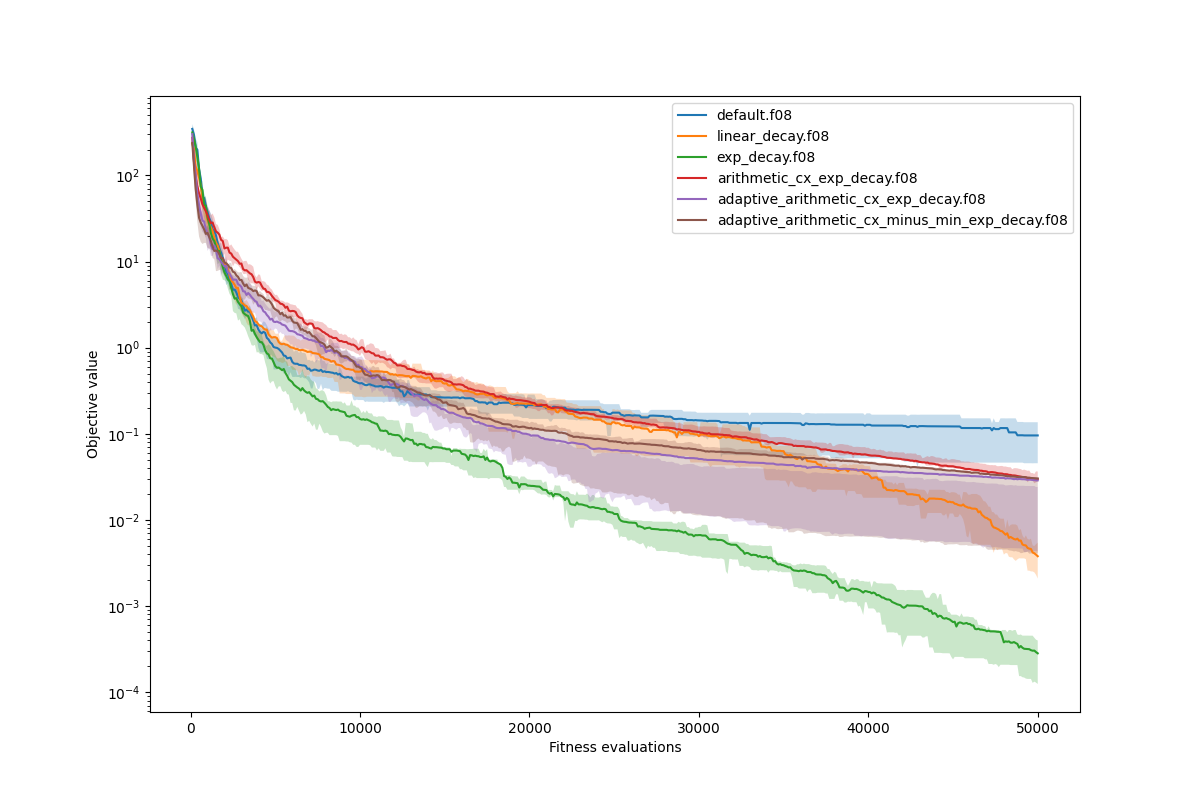 default.f08
linear_decay.f08
exp_decay.f08
arithmetic_cx_exp_decay.f08
adaptive_arithmetic_cx_exp_decay.f08
adaptive_arithmetic_cx_minus_min_exp_decay.f08
Objective value
10²
10¹
10⁰
10⁻¹
10⁻²
10⁻³
10⁻⁴
0 10000 20000 30000 40000 50000
Fitness evaluations